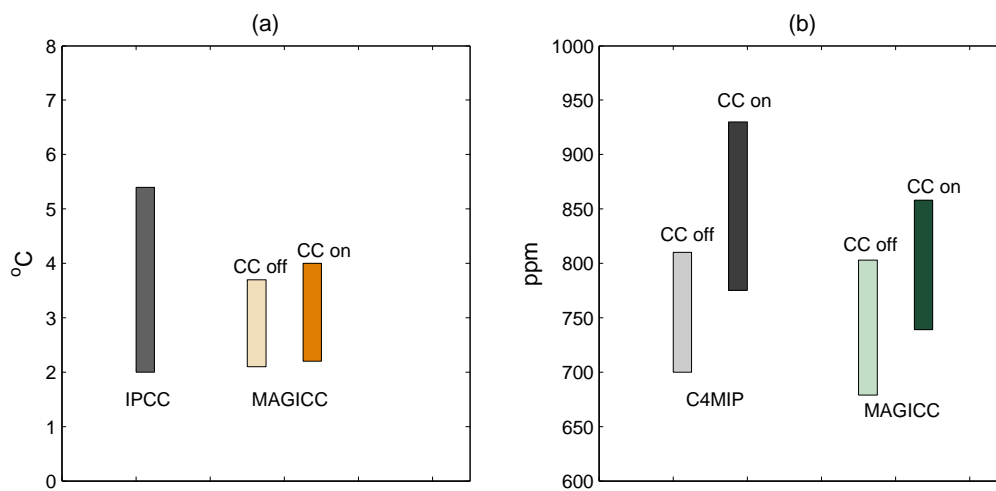 (a)
8
7
6
5
4
3
2
1
0
°C
CC off
CC on
IPCC
MAGICC
(b)
1000
950
900
850
800
750
700
650
600
ppm
CC on
CC off
CC on
CC off
C4MIP
MAGICC